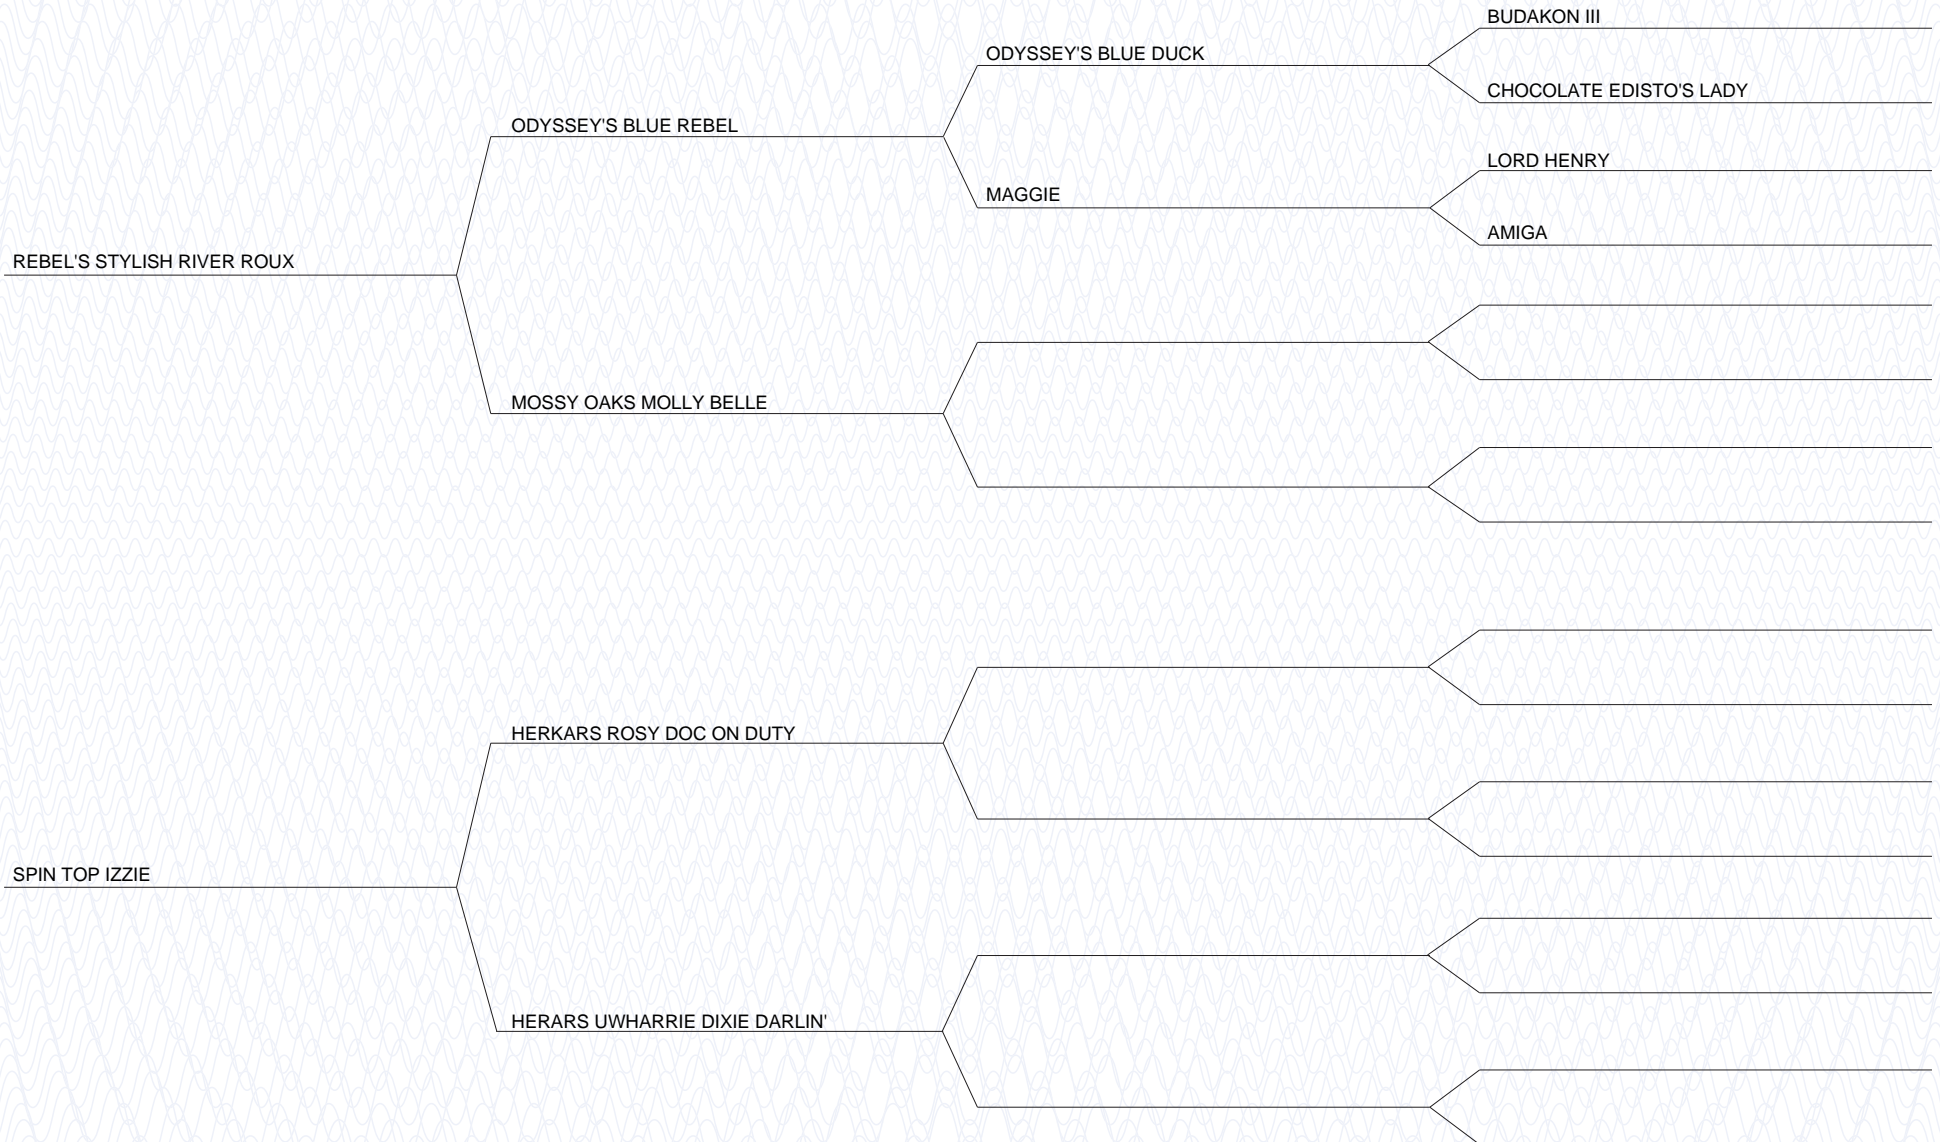 BUDAKON III
ODYSSEY'S BLUE DUCK
CHOCOLATE EDISTO'S LADY
ODYSSEY'S BLUE REBEL
LORD HENRY
MAGGIE
AMIGA
REBEL'S STYLISH RIVER ROUX
MOSSY OAKS MOLLY BELLE
HERKARS ROSY DOC ON DUTY
SPIN TOP IZZIE
HERARS UWHARRIE DIXIE DARLIN'